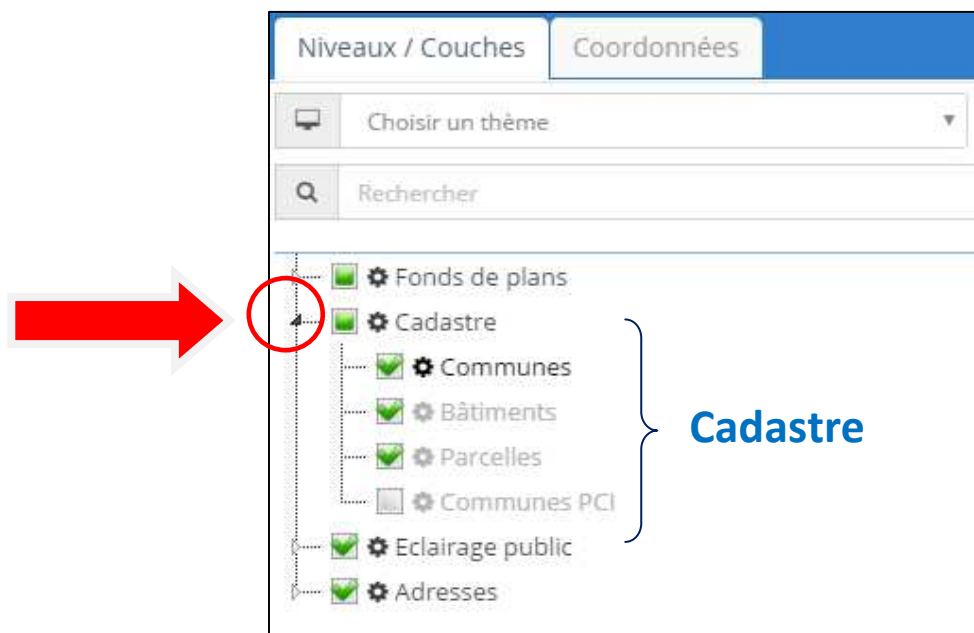 Niveaux / Couches
Coordonnées
Choisir un thème
Rechercher
Fonds de plans
Cadastre
Communes
Bâtiments
Parcelles
Communes PCI
Eclairage public
Adresses
Cadastre